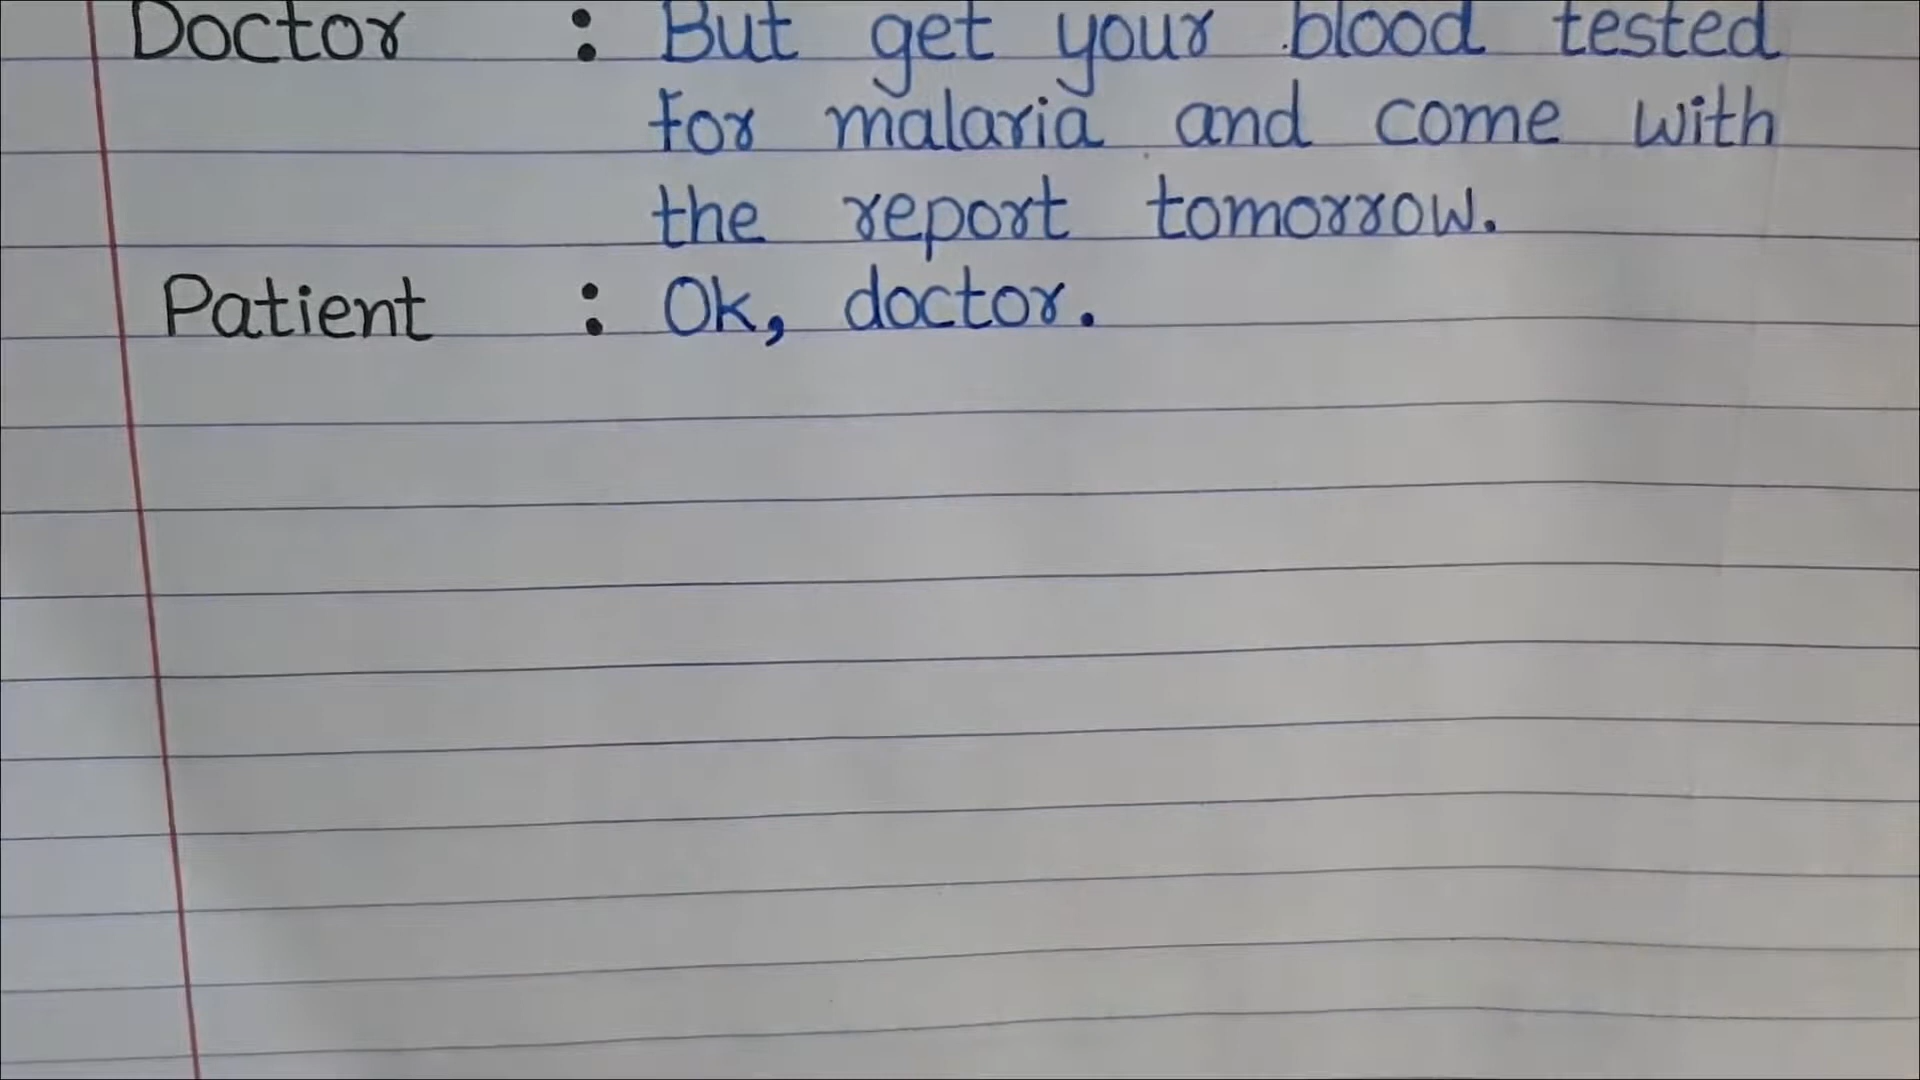 Doctor : But get your blood tested
for malaria and come with
the report tomorrow.
Patient : Ok, doctor.